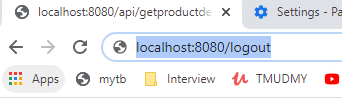 localhost:8080/api/getproductde
Settings - Pa
localhost:8080/logout
Apps mytb Interview TMUDMY